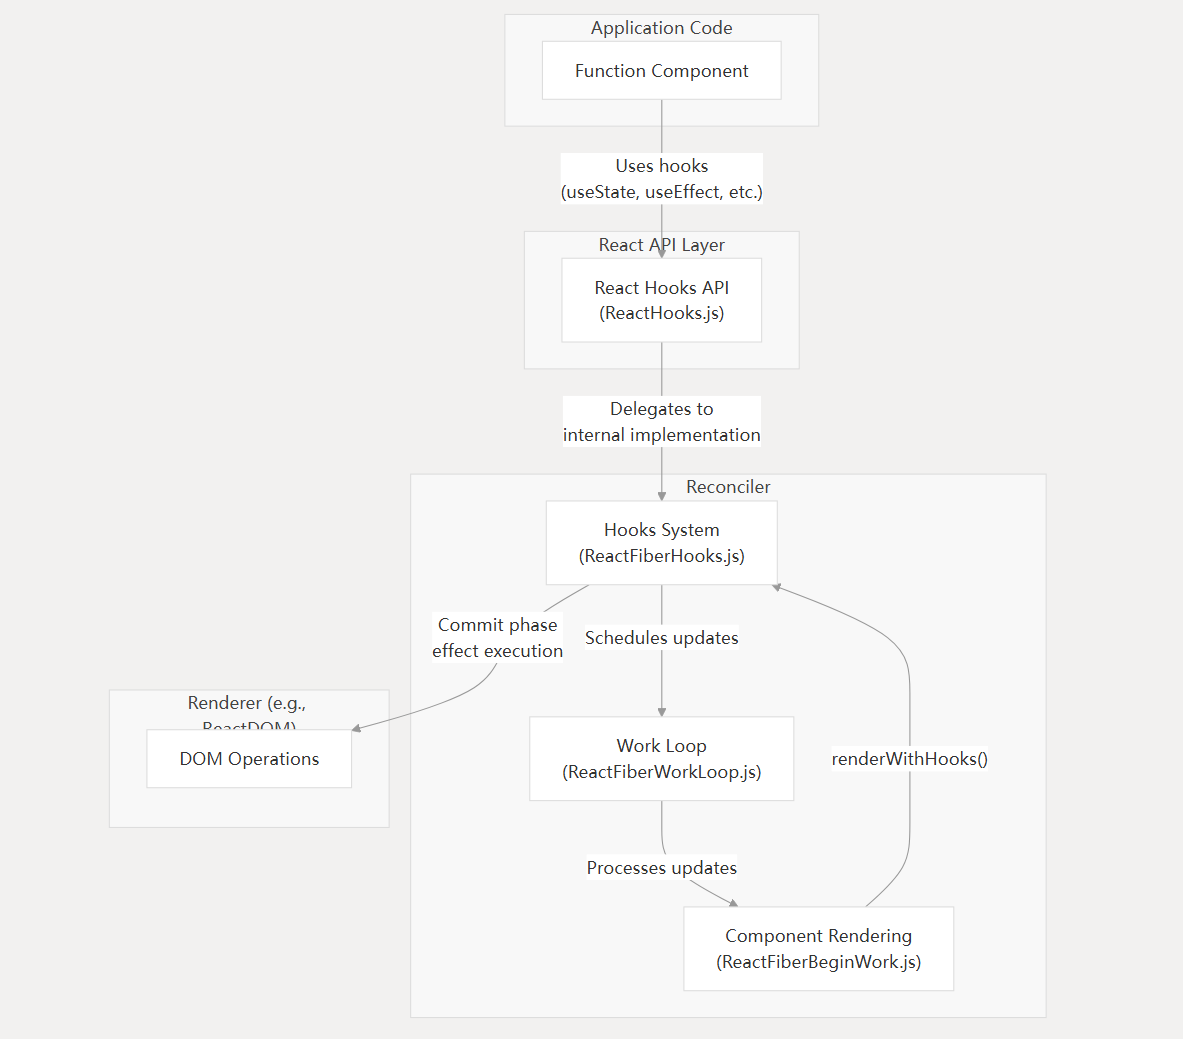 Application Code
Function Component
Uses hooks
(useState, useEffect, etc.)
React API Layer
React Hooks API
(ReactHooks.js)
Delegates to
internal implementation
Reconciler
Hooks System
(ReactFiberHooks.js)
Commit phase
effect execution
Schedules updates
Renderer (e.g.,
ReactDOM)
DOM Operations
Work Loop
(ReactFiberWorkLoop.js)
renderWithHooks()
Processes updates
Component Rendering
(ReactFiberBeginWork.js)